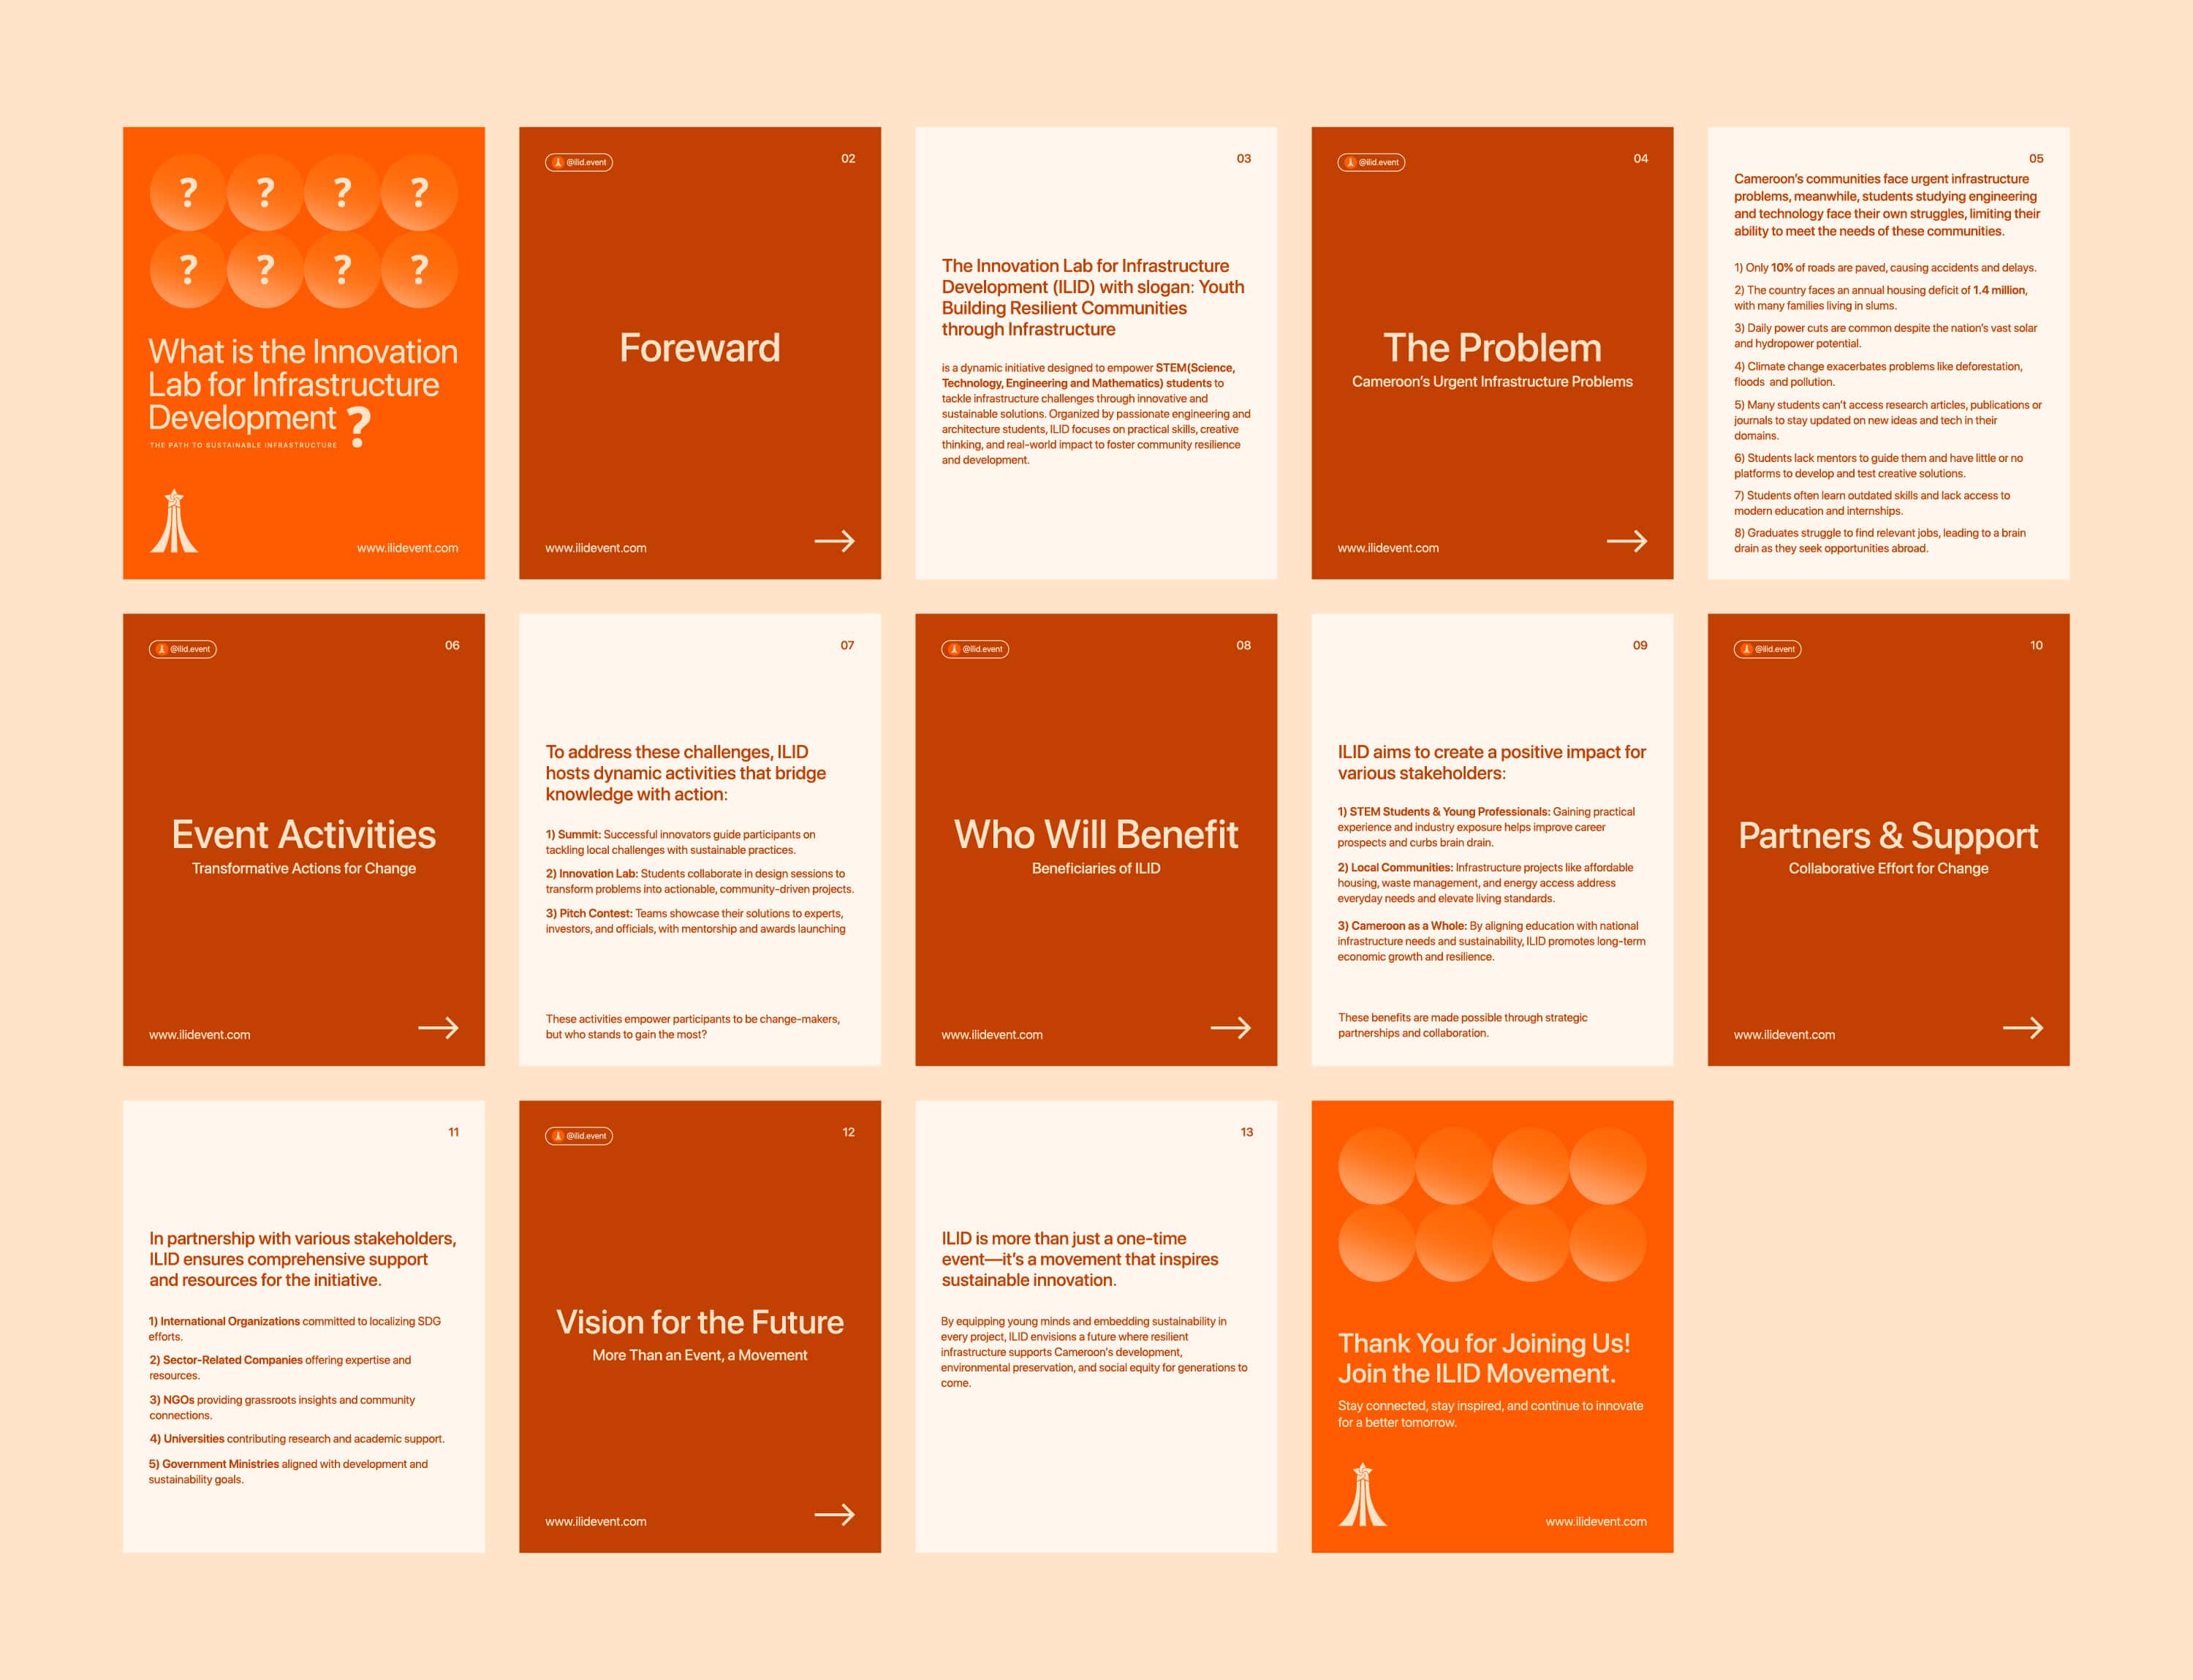 ? ? ? ?
? ? ? ?
What is the Innovation
Lab for Infrastructure
Development ?
THE PATH TO SUSTAINABLE INFRASTRUCTURE
www.ilidevent.com
@ilid.event
02
Foreward
www.ilidevent.com
03
The Innovation Lab for Infrastructure
Development (ILID) with slogan: Youth
Building Resilient Communities
through Infrastructure
is a dynamic initiative designed to empower STEM(Science,
Technology, Engineering and Mathematics) students to
tackle infrastructure challenges through innovative and
sustainable solutions. Organized by passionate engineering and
architecture students, ILID focuses on practical skills, creative
thinking, and real-world impact to foster community resilience
and development.
@ilid.event
04
The Problem
Cameroon's Urgent Infrastructure Problems
www.ilidevent.com
05
Cameroon's communities face urgent infrastructure
problems, meanwhile, students studying engineering
and technology face their own struggles, limiting their
ability to meet the needs of these communities.
1) Only 10% of roads are paved, causing accidents and delays.
2) The country faces an annual housing deficit of 1.4 million,
with many families living in slums.
3) Daily power cuts are common despite the nation's vast solar
and hydropower potential.
4) Climate change exacerbates problems like deforestation,
floods and pollution.
5) Many students can't access research articles, publications or
journals to stay updated on new ideas and tech in their
domains.
6) Students lack mentors to guide them and have little or no
platforms to develop and test creative solutions.
7) Students often learn outdated skills and lack access to
modern education and internships.
8) Graduates struggle to find relevant jobs, leading to a brain
drain as they seek opportunities abroad.
@ilid.event
06
Event Activities
Transformative Actions for Change
www.ilidevent.com
07
To address these challenges, ILID
hosts dynamic activities that bridge
knowledge with action:
1) Summit: Successful innovators guide participants on
tackling local challenges with sustainable practices.
2) Innovation Lab: Students collaborate in design sessions to
transform problems into actionable, community-driven projects.
3) Pitch Contest: Teams showcase their solutions to experts,
investors, and officials, with mentorship and awards launching
These activities empower participants to be change-makers,
but who stands to gain the most?
@ilid.event
08
Who Will Benefit
Beneficiaries of ILID
www.ilidevent.com
09
ILID aims to create a positive impact for
various stakeholders:
1) STEM Students & Young Professionals: Gaining practical
experience and industry exposure helps improve career
prospects and curbs brain drain.
2) Local Communities: Infrastructure projects like affordable
housing, waste management, and energy access address
everyday needs and elevate living standards.
3) Cameroon as a Whole: By aligning education with national
infrastructure needs and sustainability, ILID promotes long-term
economic growth and resilience.
These benefits are made possible through strategic
partnerships and collaboration.
@ilid.event
10
Partners & Support
Collaborative Effort for Change
www.ilidevent.com
11
In partnership with various stakeholders,
ILID ensures comprehensive support
and resources for the initiative.
1) International Organizations committed to localizing SDG
efforts.
2) Sector-Related Companies offering expertise and
resources.
3) NGOs providing grassroots insights and community
connections.
4) Universities contributing research and academic support.
5) Government Ministries aligned with development and
sustainability goals.
@ilid.event
12
Vision for the Future
More Than an Event, a Movement
www.ilidevent.com
13
ILID is more than just a one-time
event—it's a movement that inspires
sustainable innovation.
By equipping young minds and embedding sustainability in
every project, ILID envisions a future where resilient
infrastructure supports Cameroon's development,
environmental preservation, and social equity for generations to
come.
Thank You for Joining Us!
Join the ILID Movement.
Stay connected, stay inspired, and continue to innovate
for a better tomorrow.
www.ilidevent.com